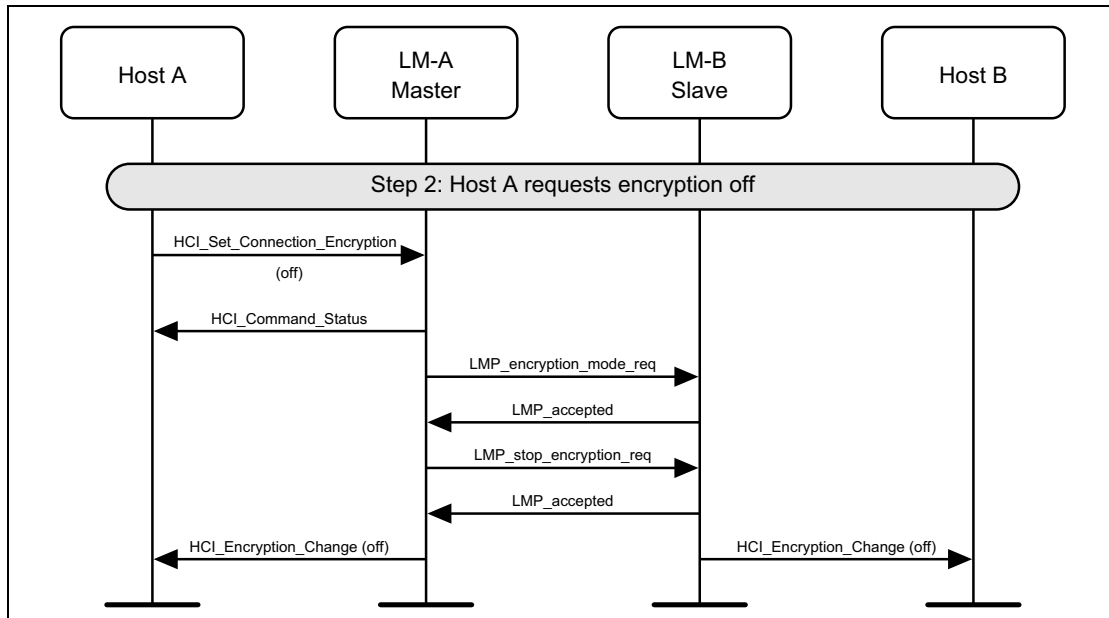 Host A
LM-A
Master
LM-B
Slave
Host B
Step 2: Host A requests encryption off
HCI_Set_Connection_Encryption
(off)
HCI_Command_Status
LMP_encryption_mode_req
LMP_accepted
LMP_stop_encryption_req
LMP_accepted
HCI_Encryption_Change (off)
HCI_Encryption_Change (off)